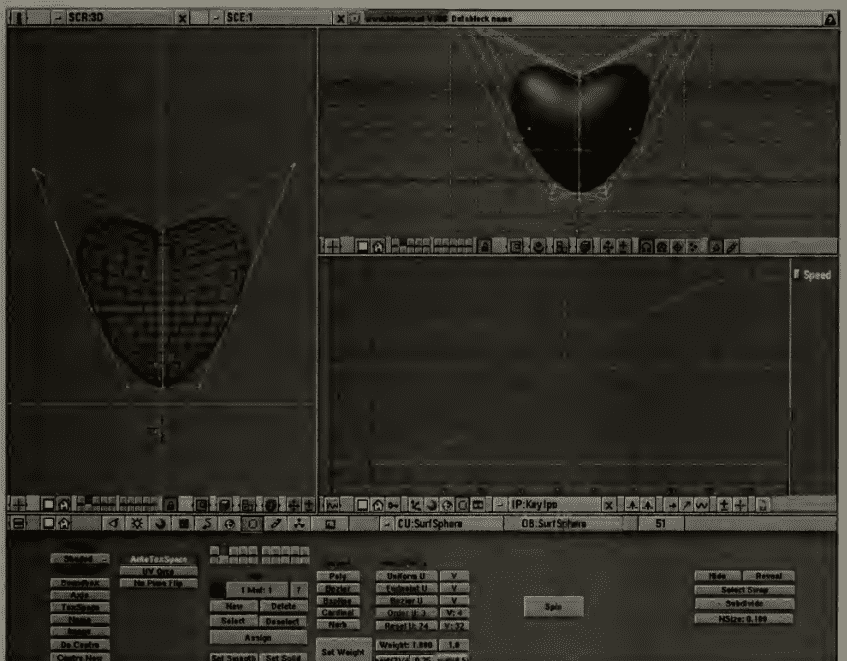 SCR:3D X SCE:1 X Datablock name
Speed
IP:KeyIpo X
CU:SurfSphere OB:SurfSphere 51
Shaded AutoTexSpace
UV Orco
No Puno Flip
BoundBox
Axis
TexSpace
Name
Image
Do Centre
Centre New
1 Mat: 1 ?
New Delete
Select Deselect
Assign
Set Smooth Set Solid
Poly Uniform U V
Bezier Endpoint U V
Bspline Bezier U V
Cardinal Order U: 3 V: 4
Nurb Resol U: 24 V: 32
Set Weight Weight: 1.000 1.0
Spin
Hide Reveal
Select Swap
Subdivide
NSize: 0.100